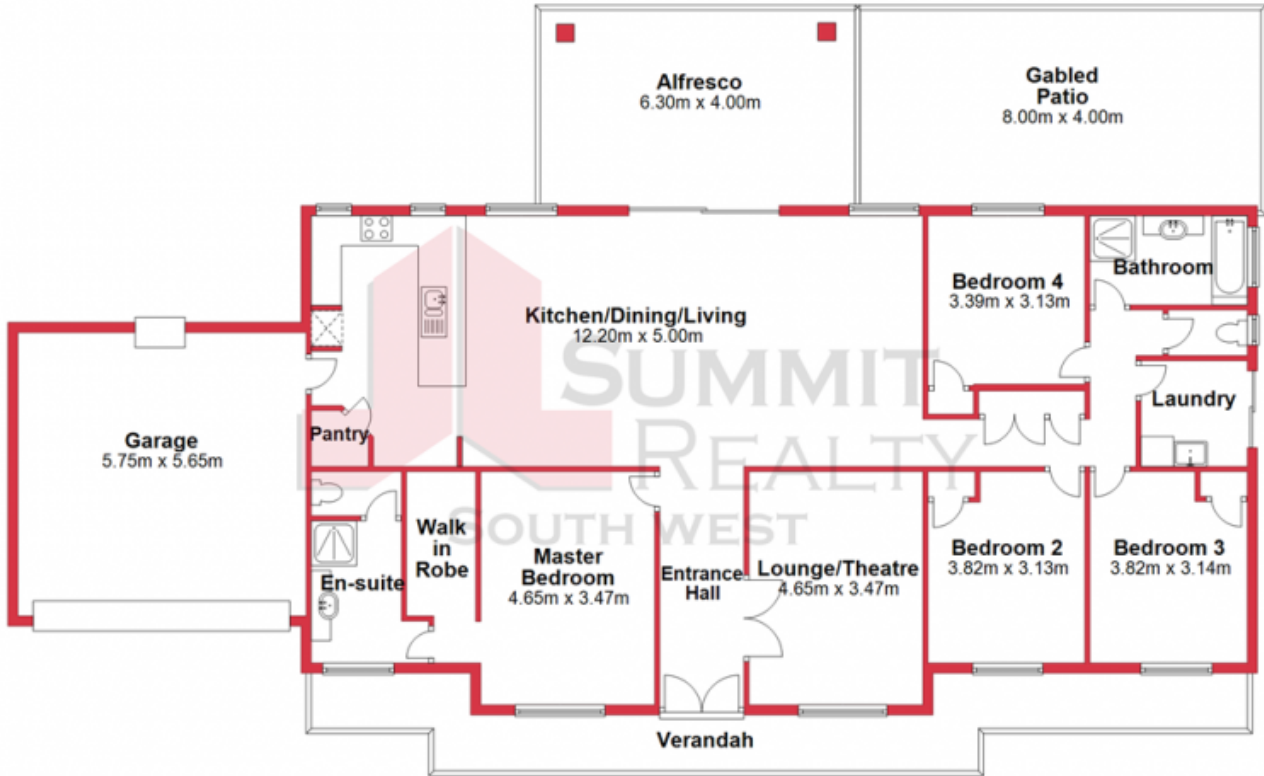 Alfresco
6.30m x 4.00m
Gabled
Patio
8.00m x 4.00m
Kitchen/Dining/Living
12.20m x 5.00m
Bedroom 4
3.39m x 3.13m
Bathroom
Laundry
Garage
5.75m x 5.65m
Pantry
SUMMIT
REALTY
SOUTH WEST
En-suite
Walk
in
Robe
Master
Bedroom
4.65m x 3.47m
Entrance
Hall
Lounge/Theatre
4.65m x 3.47m
Bedroom 2
3.82m x 3.13m
Bedroom 3
3.82m x 3.14m
Verandah